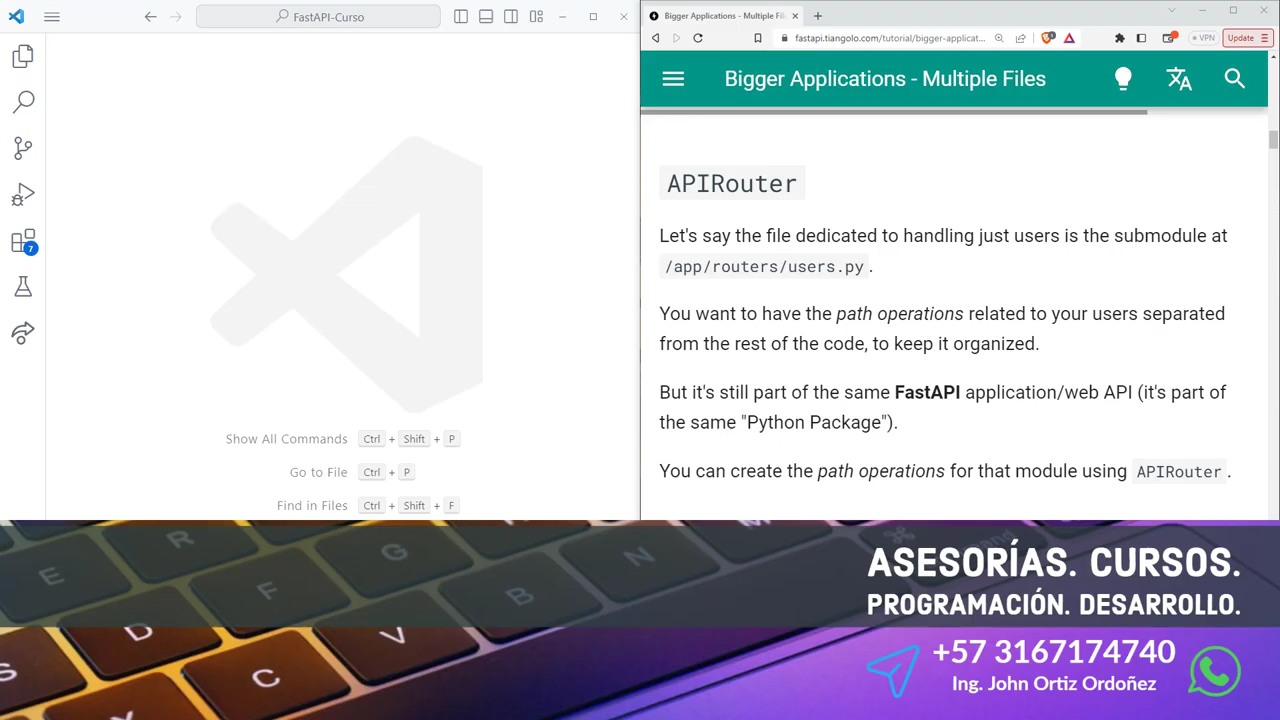 FastAPI-Curso
7
Show All Commands Ctrl + Shift + P
Go to File Ctrl + P
Find in Files Ctrl + Shift + F
Bigger Applications - Multiple Fil
fastapi.tiangolo.com/tutorial/bigger-applicat...
VPN
Update
Bigger Applications - Multiple Files
APIRouter
Let's say the file dedicated to handling just users is the submodule at
/app/routers/users.py.
You want to have the path operations related to your users separated
from the rest of the code, to keep it organized.
But it's still part of the same FastAPI application/web API (it's part of
the same "Python Package").
You can create the path operations for that module using APIRouter.
E R F G V B N M D C
ASESORÍAS. CURSOS.
PROGRAMACIÓN. DESARROLLO.
+57 3167174740
Ing. John Ortiz Ordoñez